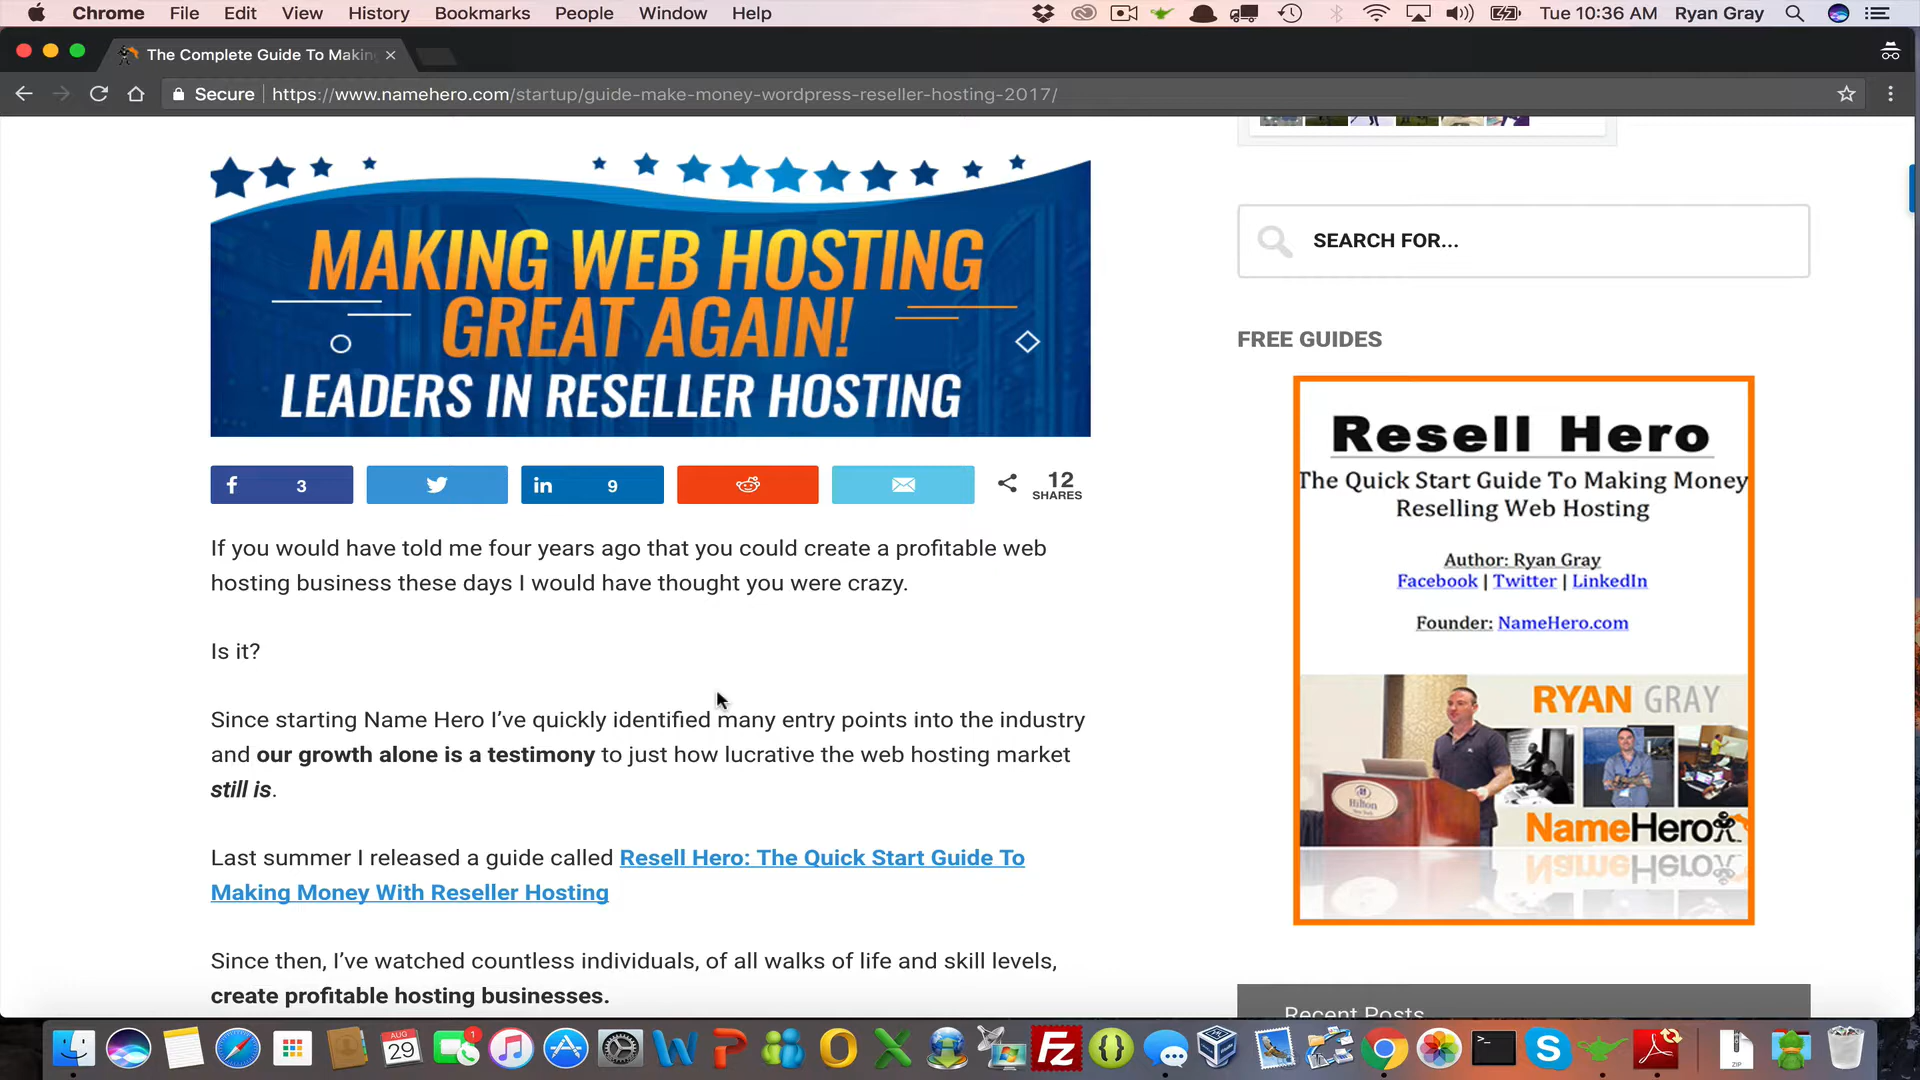 Chrome File Edit View History Bookmarks People Window Help
Tue 10:36 AM Ryan Gray
The Complete Guide To Makin
Secure https://www.namehero.com/startup/guide-make-money-wordpress-reseller-hosting-2017/
MAKING WEB HOSTING
GREAT AGAIN!
LEADERS IN RESELLER HOSTING
3
in 9
12
SHARES
If you would have told me four years ago that you could create a profitable web
hosting business these days I would have thought you were crazy.
Is it?
Since starting Name Hero I’ve quickly identified many entry points into the industry
and our growth alone is a testimony to just how lucrative the web hosting market
still is.
Last summer I released a guide called Resell Hero: The Quick Start Guide To
Making Money With Reseller Hosting
Since then, I’ve watched countless individuals, of all walks of life and skill levels,
create profitable hosting businesses.
SEARCH FOR...
FREE GUIDES
Resell Hero
The Quick Start Guide To Making Money
Reselling Web Hosting
Author: Ryan Gray
Facebook | Twitter | LinkedIn
Founder: NameHero.com
RYAN GRAY
Hilton
NameHero
Recent Posts
AUG
29
1
ZIP